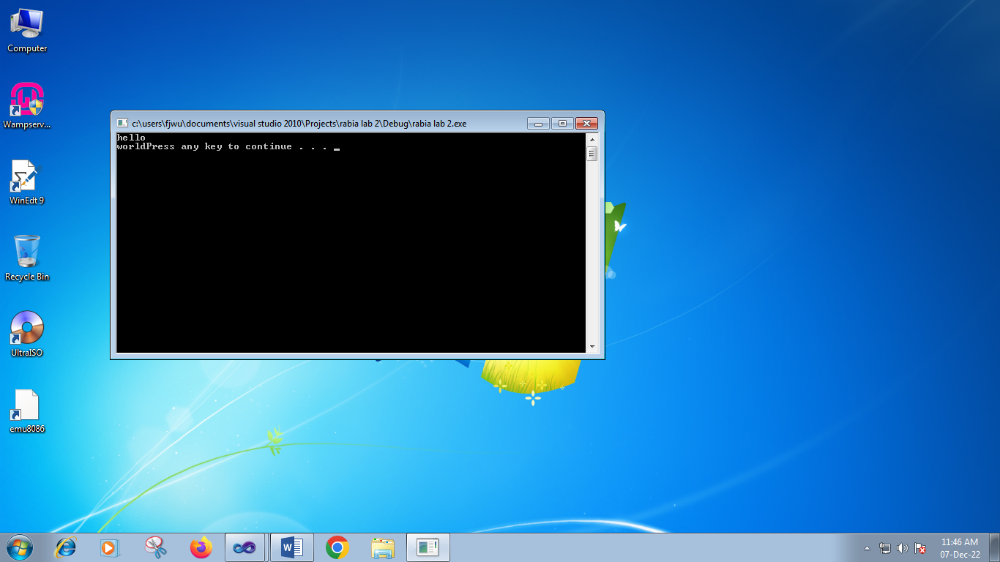 Computer
Wampserv...
WinEdt 9
Recycle Bin
UltraISO
emu8086
c:\users\fjwu\documents\visual studio 2010\Projects\rabia lab 2\Debug\rabia lab 2.exe
hello
worldPress any key to continue . . . _
11:46 AM
07-Dec-22